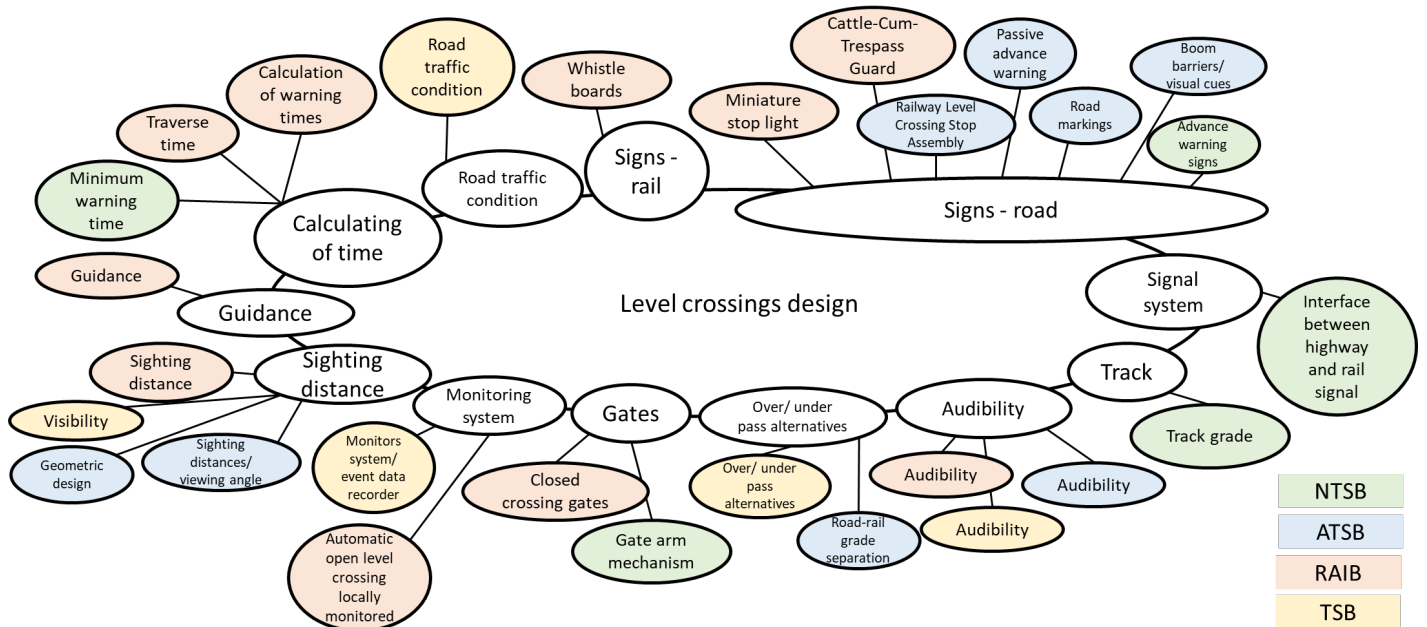 Road
traffic
condition
Cattle-Cum-
Trespass
Guard
Passive
advance
warning
Boom
barriers/
visual cues
Calculation
of warning
times
Whistle
boards
Miniature
stop light
Railway Level
Crossing Stop
Assembly
Road
markings
Advance
warning
signs
Traverse
time
Minimum
warning
time
Road traffic
condition
Signs -
rail
Signs - road
Calculating
of time
Guidance
Guidance
Level crossings design
Signal
system
Interface
between
highway
and rail
signal
Sighting
distance
Sighting
distance
Track
Visibility
Monitoring
system
Gates
Over/ under
pass alternatives
Audibility
Track grade
Geometric
design
Sighting
distances/
viewing angle
Monitors
system/
event data
recorder
Closed
crossing gates
Over/ under
pass
alternatives
Audibility
Audibility
Automatic
open level
crossing
locally
monitored
Gate arm
mechanism
Road-rail
grade
separation
Audibility
NTSB
ATSB
RAIB
TSB